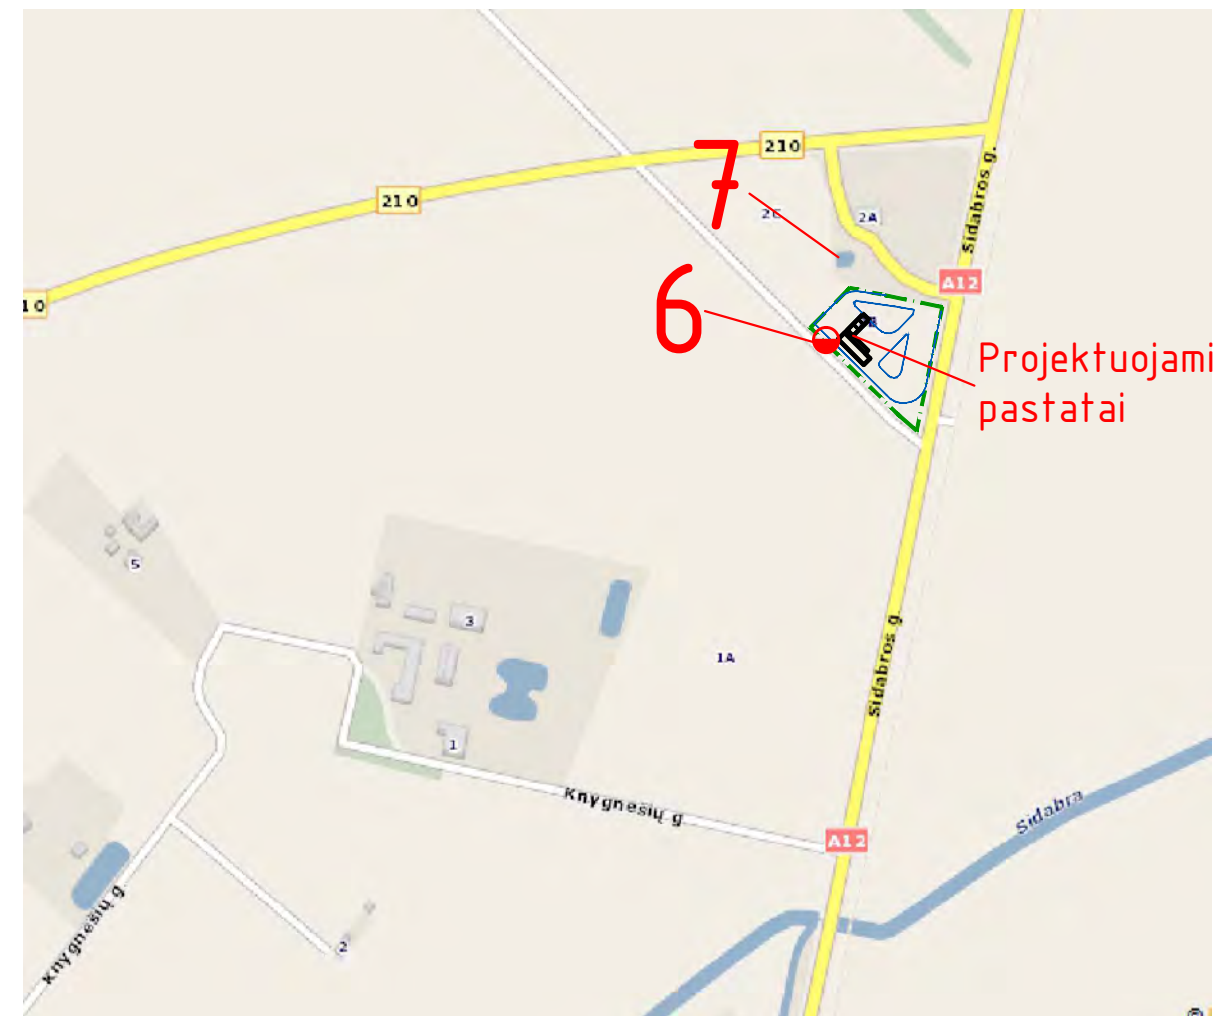 210
7
210
2C
2A
Sidabros g.
A12
10
6
Projektuojami
pastatai
5
3
1A
Sidabros g.
1
Knygnešių g.
A12
Sidabra
Knygnešių g.
2
©